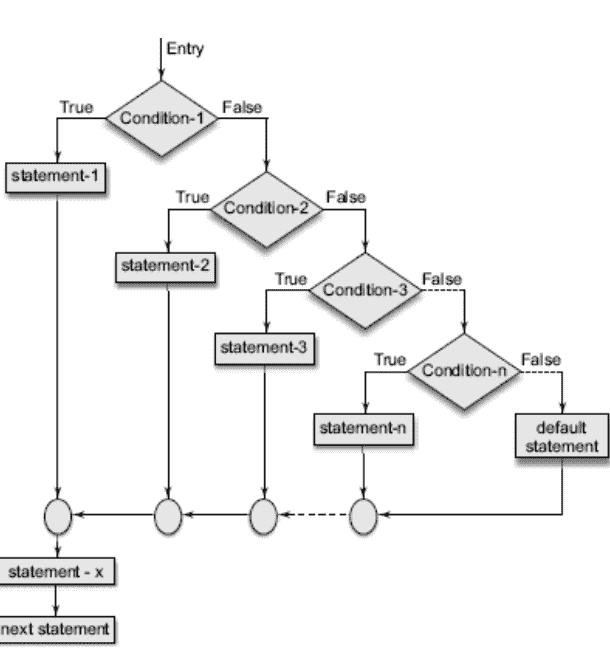 Entry
True
Condition-1
False
statement-1
True
Condition-2
False
statement-2
True
Condition-3
False
statement-3
True
Condition-n
False
statement-n
default
statement
statement - x
next statement